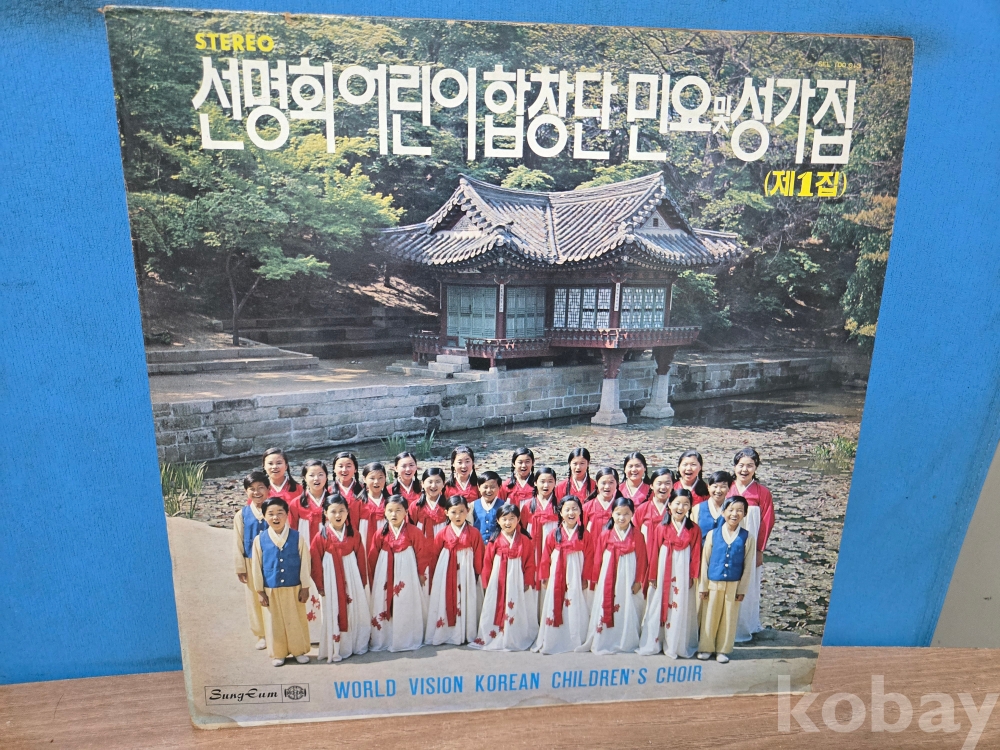 STEREO
선명회 어린이 합창단 민요 및 성가집
(제1집)
SungEum
WORLD VISION KOREAN CHILDREN'S CHOIR
kobay